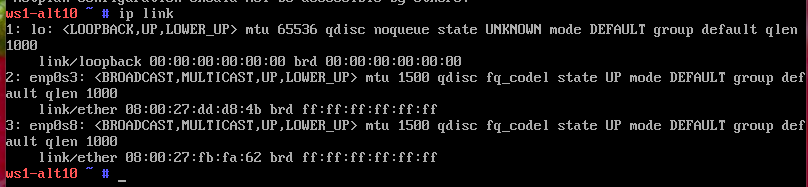 ws1-alt10 ~ # ip link
1: lo: <LOOPBACK,UP,LOWER_UP> mtu 65536 qdisc noqueue state UNKNOWN mode DEFAULT group default qlen
1000
    link/loopback 00:00:00:00:00:00 brd 00:00:00:00:00:00
2: enp0s3: <BROADCAST,MULTICAST,UP,LOWER_UP> mtu 1500 qdisc fq_codel state UP mode DEFAULT group def
ault qlen 1000
    link/ether 08:00:27:dd:d8:4b brd ff:ff:ff:ff:ff:ff
3: enp0s8: <BROADCAST,MULTICAST,UP,LOWER_UP> mtu 1500 qdisc fq_codel state UP mode DEFAULT group def
ault qlen 1000
    link/ether 08:00:27:fb:fa:62 brd ff:ff:ff:ff:ff:ff
ws1-alt10 ~ # _